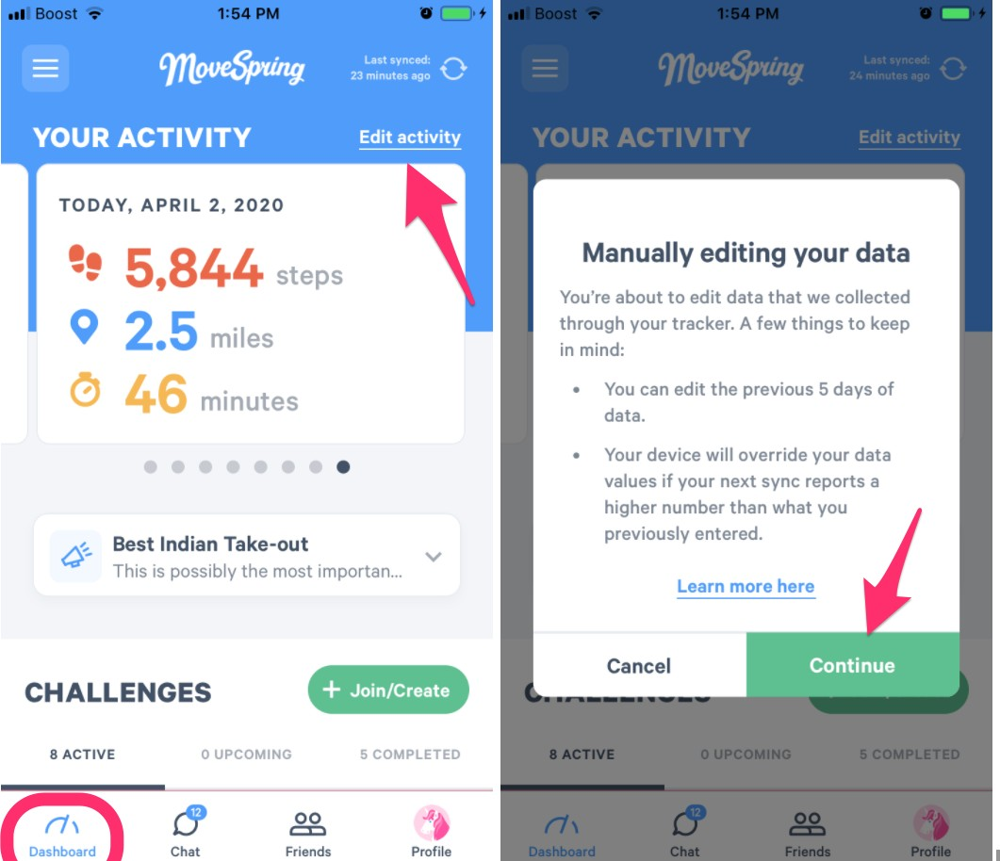 Boost 1:54 PM
MoveSpring
Last synced:
23 minutes ago
YOUR ACTIVITY Edit activity
TODAY, APRIL 2, 2020
5,844 steps
2.5 miles
46 minutes
Best Indian Take-out
This is possibly the most importan...
CHALLENGES + Join/Create
8 ACTIVE 0 UPCOMING 5 COMPLETED
12
Dashboard Chat Friends Profile
Boost 1:54 PM
MoveSpring
Last synced:
24 minutes ago
YOUR ACTIVITY Edit activity
Manually editing your data
You're about to edit data that we collected
through your tracker. A few things to keep
in mind:
• You can edit the previous 5 days of
data.
• Your device will override your data
values if your next sync reports a
higher number than what you
previously entered.
Learn more here
Cancel Continue
CHALLENGES
8 ACTIVE 0 UPCOMING 5 COMPLETED
12
Dashboard Chat Friends Profile